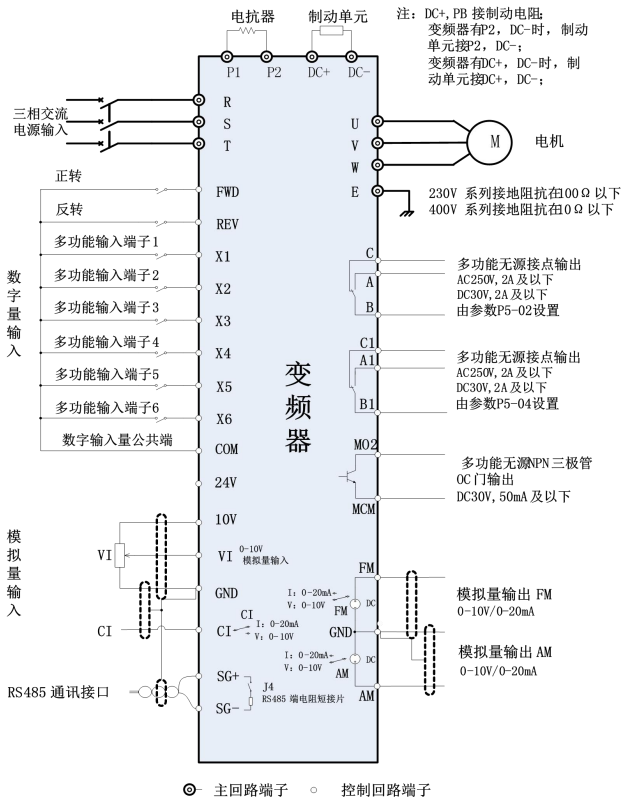 电抗器
制动单元
注：DC+,PB 接制动电阻；
变频器有P2，DC-时，制动
单元接P2，DC-；
变频器有DC+，DC-时，制
动单元接DC+，DC-；
P1
P2
DC+
DC-
三相交流
电源输入
R
S
T
U
V
W
E
M
电机
230V 系列接地阻抗在100Ω以下
400V 系列接地阻抗在10Ω以下
数字量输入
正转
反转
多功能输入端子1
多功能输入端子2
多功能输入端子3
多功能输入端子4
多功能输入端子5
多功能输入端子6
数字输入量公共端
FWD
REV
X1
X2
X3
X4
X5
X6
COM
24V
变频器
C
A
B
多功能无源接点输出
AC250V,2A及以下
DC30V,2A及以下
由参数P5-02设置
C1
A1
B1
多功能无源接点输出
AC250V,2A及以下
DC30V,2A及以下
由参数P5-04设置
MO2
MCM
多功能无源NPN三极管
OC门输出
DC30V,50mA及以下
模拟量输入
VI
CI
10V
VI 0-10V
模拟量输入
GND
CI
CI
I：0-20mA
V：0-10V
FM
I：0-20mA
V：0-10V
FM
DC
GND
I：0-20mA
V：0-10V
AM
DC
AM
模拟量输出 FM
0-10V/0-20mA
模拟量输出 AM
0-10V/0-20mA
RS485 通讯接口
SG+
SG-
J4
RS485 端电阻短接片
主回路端子
控制回路端子